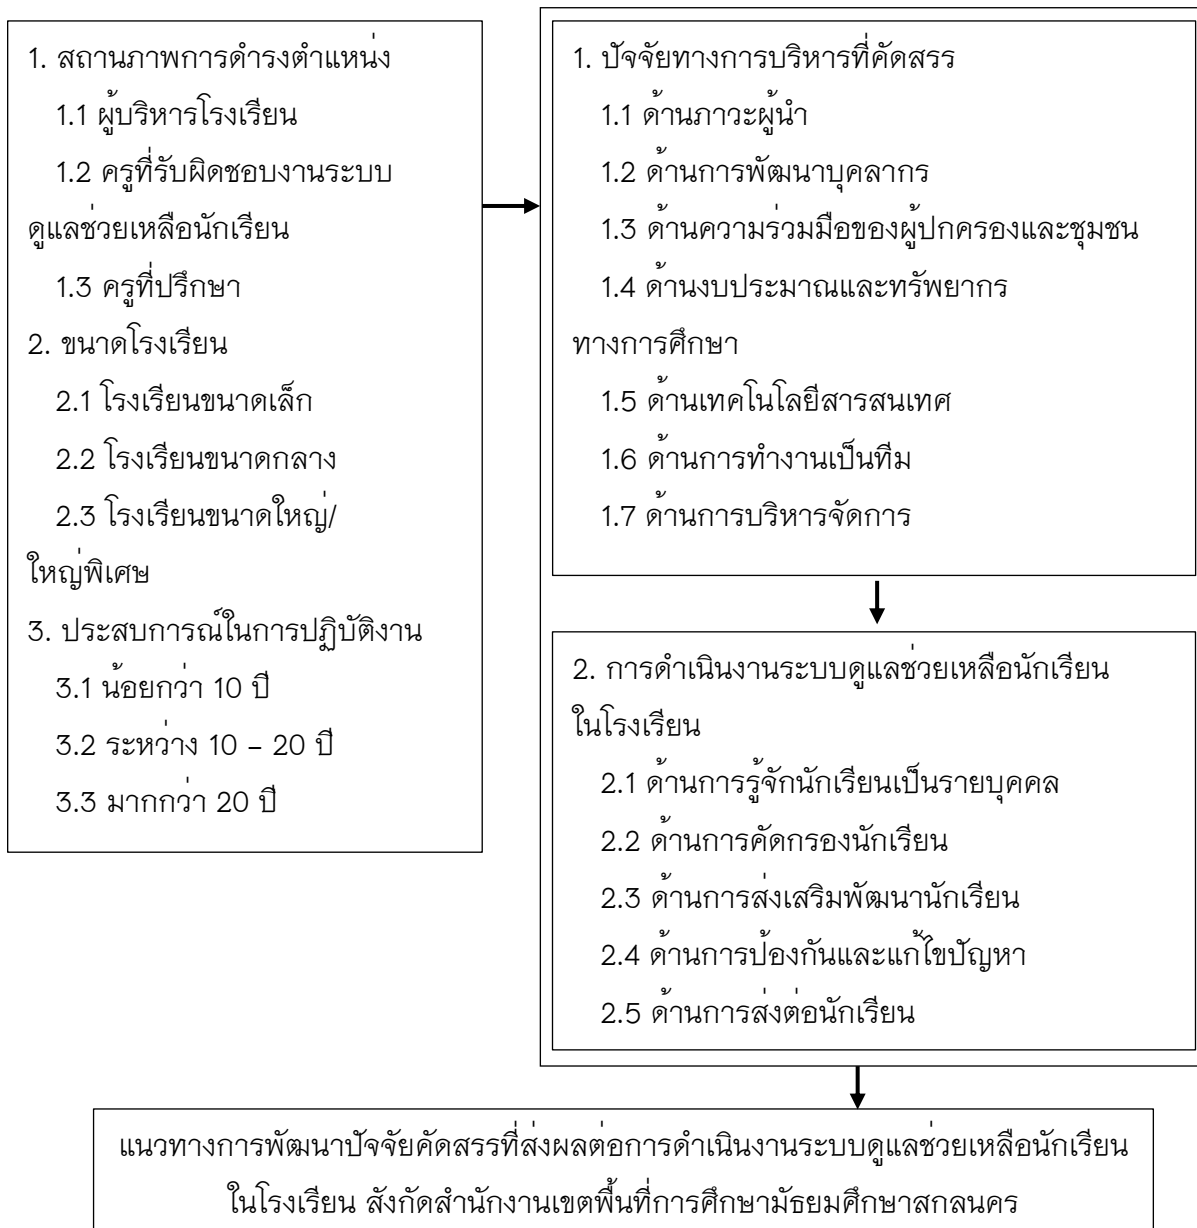 1. สถานภาพการดำรงตำแหน่ง
1.1 ผู้บริหารโรงเรียน
1.2 ครูที่รับผิดชอบงานระบบ
ดูแลช่วยเหลือนักเรียน
1.3 ครูที่ปรึกษา
2. ขนาดโรงเรียน
2.1 โรงเรียนขนาดเล็ก
2.2 โรงเรียนขนาดกลาง
2.3 โรงเรียนขนาดใหญ่/
ใหญ่พิเศษ
3. ประสบการณ์ในการปฏิบัติงาน
3.1 น้อยกว่า 10 ปี
3.2 ระหว่าง 10 – 20 ปี
3.3 มากกว่า 20 ปี
1. ปัจจัยทางการบริหารที่คัดสรร
1.1 ด้านภาวะผู้นำ
1.2 ด้านการพัฒนาบุคลากร
1.3 ด้านความร่วมมือของผู้ปกครองและชุมชน
1.4 ด้านงบประมาณและทรัพยากร
ทางการศึกษา
1.5 ด้านเทคโนโลยีสารสนเทศ
1.6 ด้านการทำงานเป็นทีม
1.7 ด้านการบริหารจัดการ
2. การดำเนินงานระบบดูแลช่วยเหลือนักเรียน
ในโรงเรียน
2.1 ด้านการรู้จักนักเรียนเป็นรายบุคคล
2.2 ด้านการคัดกรองนักเรียน
2.3 ด้านการส่งเสริมพัฒนานักเรียน
2.4 ด้านการป้องกันและแก้ไขปัญหา
2.5 ด้านการส่งต่อนักเรียน
แนวทางการพัฒนาปัจจัยคัดสรรที่ส่งผลต่อการดำเนินงานระบบดูแลช่วยเหลือนักเรียน
ในโรงเรียน สังกัดสำนักงานเขตพื้นที่การศึกษามัธยมศึกษาสกลนคร